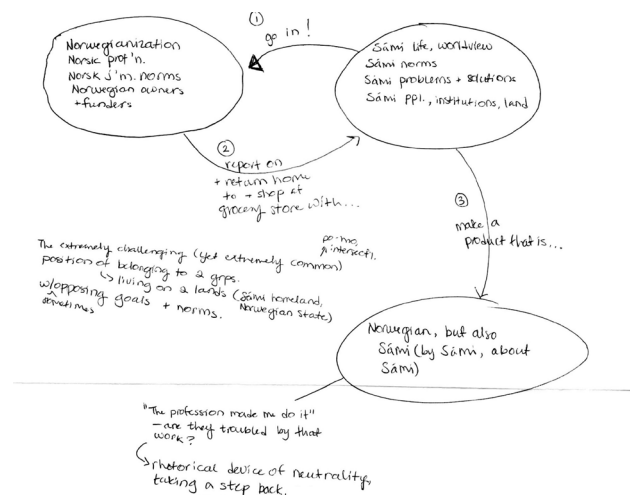 ①
go in!
Norwegianization
Norsk prof'n.
Norsk j'm. norms
Norwegian owners
+ funders
Sámi life, worldview
Sámi norms
Sámi problems + solutions
Sámi ppl., institutions, land
②
report on
+ return home
to + shop at
grocery store with...
③
make a
product that is...
po-mo,
intersect'l.
The extremely challenging (yet extremely common)
position of belonging to 2 grps.
↳ living on 2 lands (Sámi homeland,
Norwegian State)
w/opposing goals + norms.
sometimes
Norwegian, but also
Sámi (by Sámi, about
Sámi)
"The profession made me do it"
- are they troubled by that
work?
↳ rhetorical device of neutrality,
taking a step back.